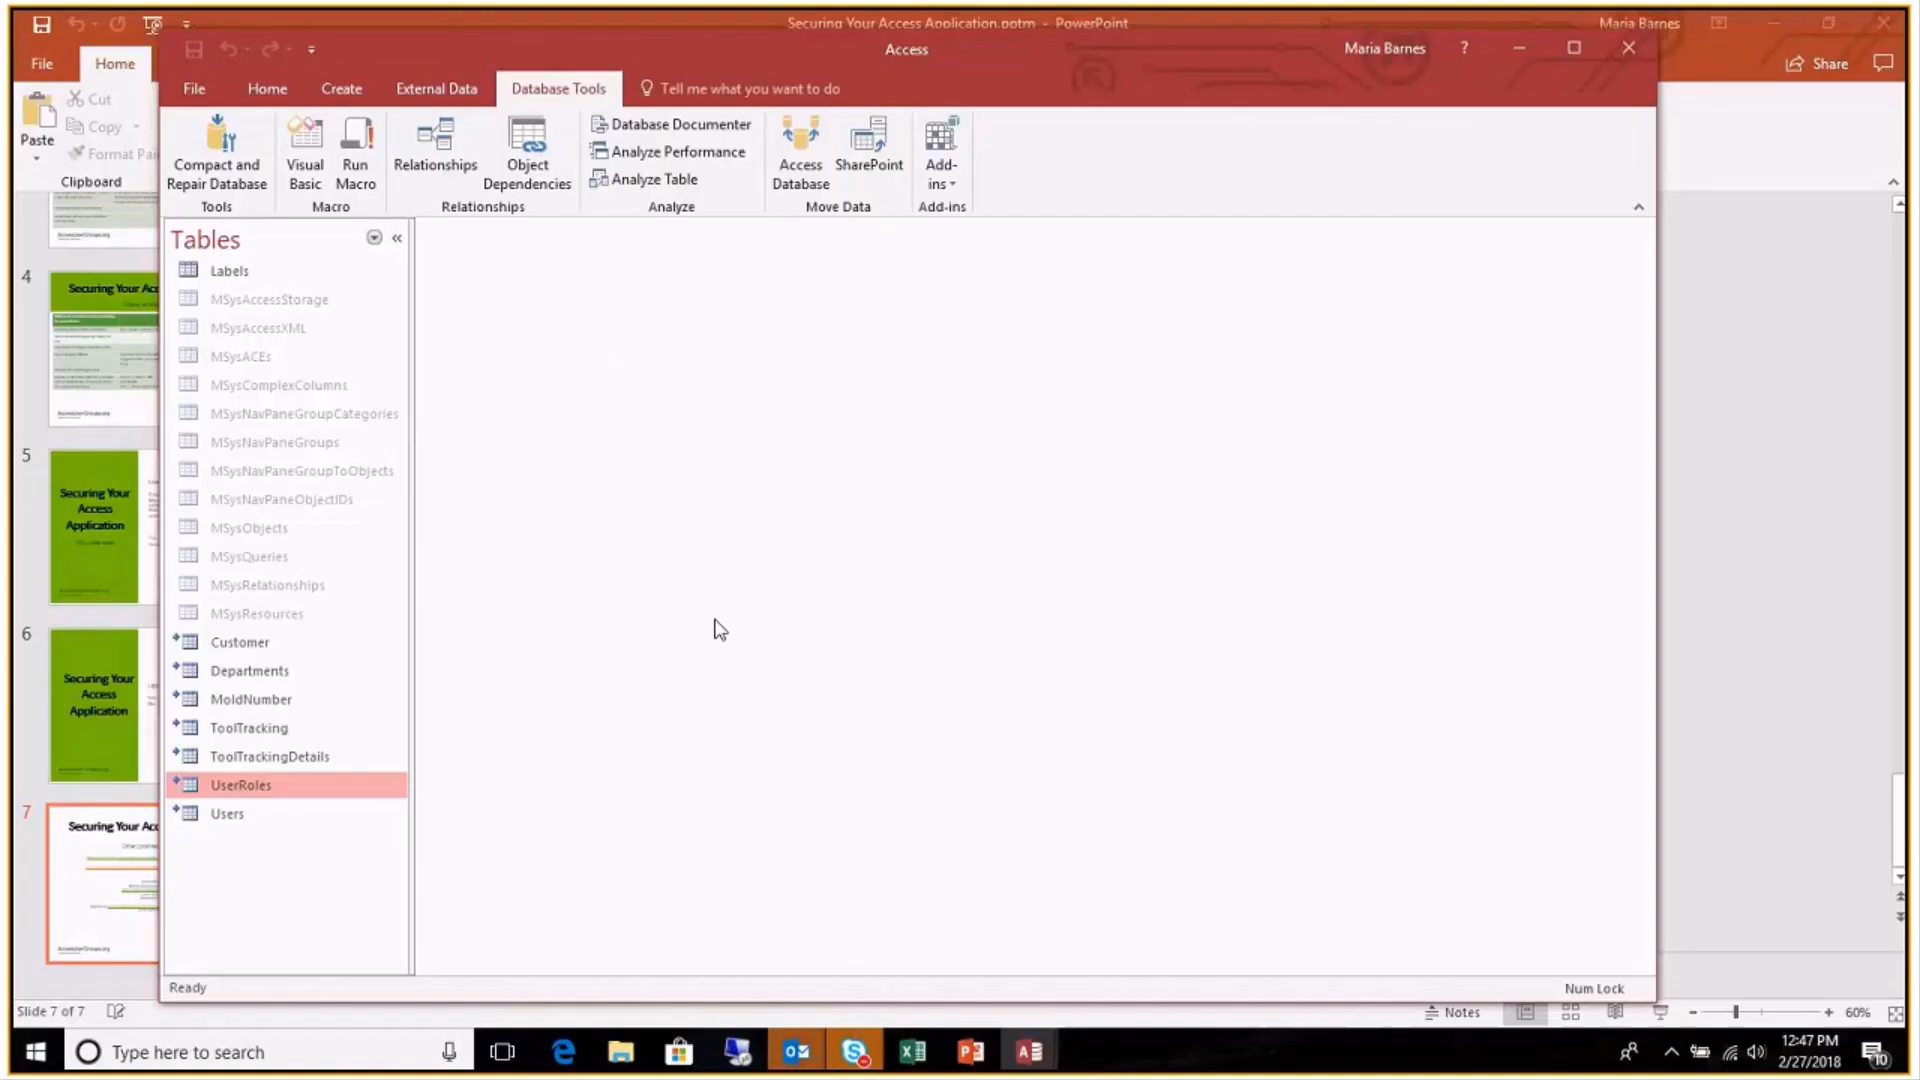 Securing Your Access Application.pptm - PowerPoint
Maria Barnes
File
Home
Share
Cut
Copy
Format Pai
Paste
Clipboard
Access
Maria Barnes
?
File
Home
Create
External Data
Database Tools
Tell me what you want to do
Compact and
Repair Database
Tools
Visual
Basic
Run
Macro
Macro
Relationships
Object
Dependencies
Relationships
Database Documenter
Analyze Performance
Analyze Table
Analyze
Access
Database
SharePoint
Move Data
Add-
ins
Add-ins
Tables
Labels
MSysAccessStorage
MSysAccessXML
MSysACEs
MSysComplexColumns
MSysNavPaneGroupCategories
MSysNavPaneGroups
MSysNavPaneGroupToObjects
MSysNavPaneObjectIDs
MSysObjects
MSysQueries
MSysRelationships
MSysResources
Customer
Departments
MoldNumber
ToolTracking
ToolTrackingDetails
UserRoles
Users
4
Securing Your Acc
5
Securing Your
Access
Application
6
Securing Your
Access
Application
7
Securing Your Acc
Ready
Num Lock
Slide 7 of 7
Notes
60%
Type here to search
12:47 PM
2/27/2018
10